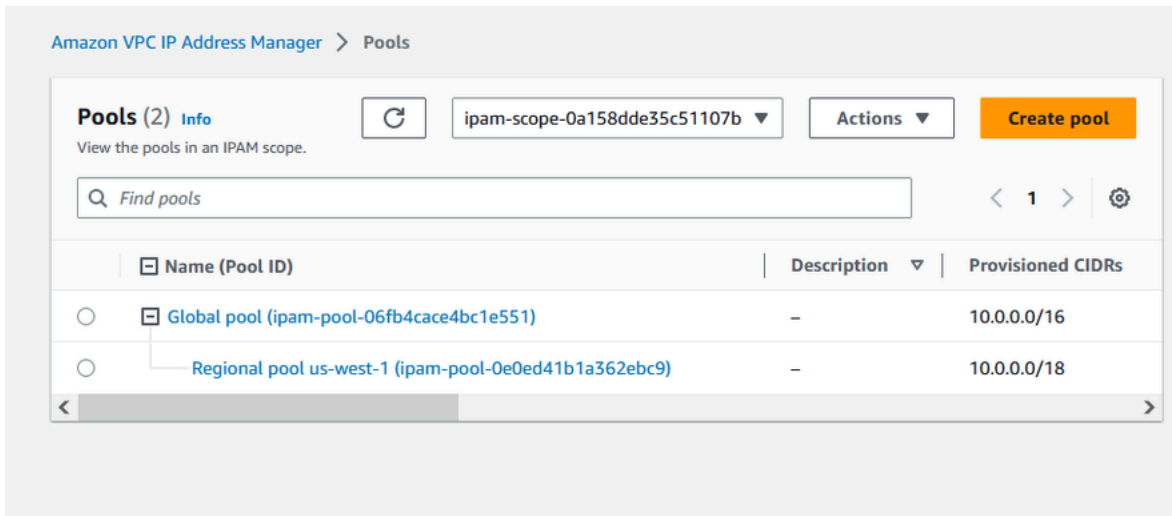 Amazon VPC IP Address Manager > Pools
Pools (2) Info
View the pools in an IPAM scope.
ipam-scope-0a158dde35c51107b
Actions
Create pool
Find pools
1
Name (Pool ID) Description Provisioned CIDRs
Global pool (ipam-pool-06fb4cace4bc1e551) – 10.0.0.0/16
Regional pool us-west-1 (ipam-pool-0e0ed41b1a362ebc9) – 10.0.0.0/18